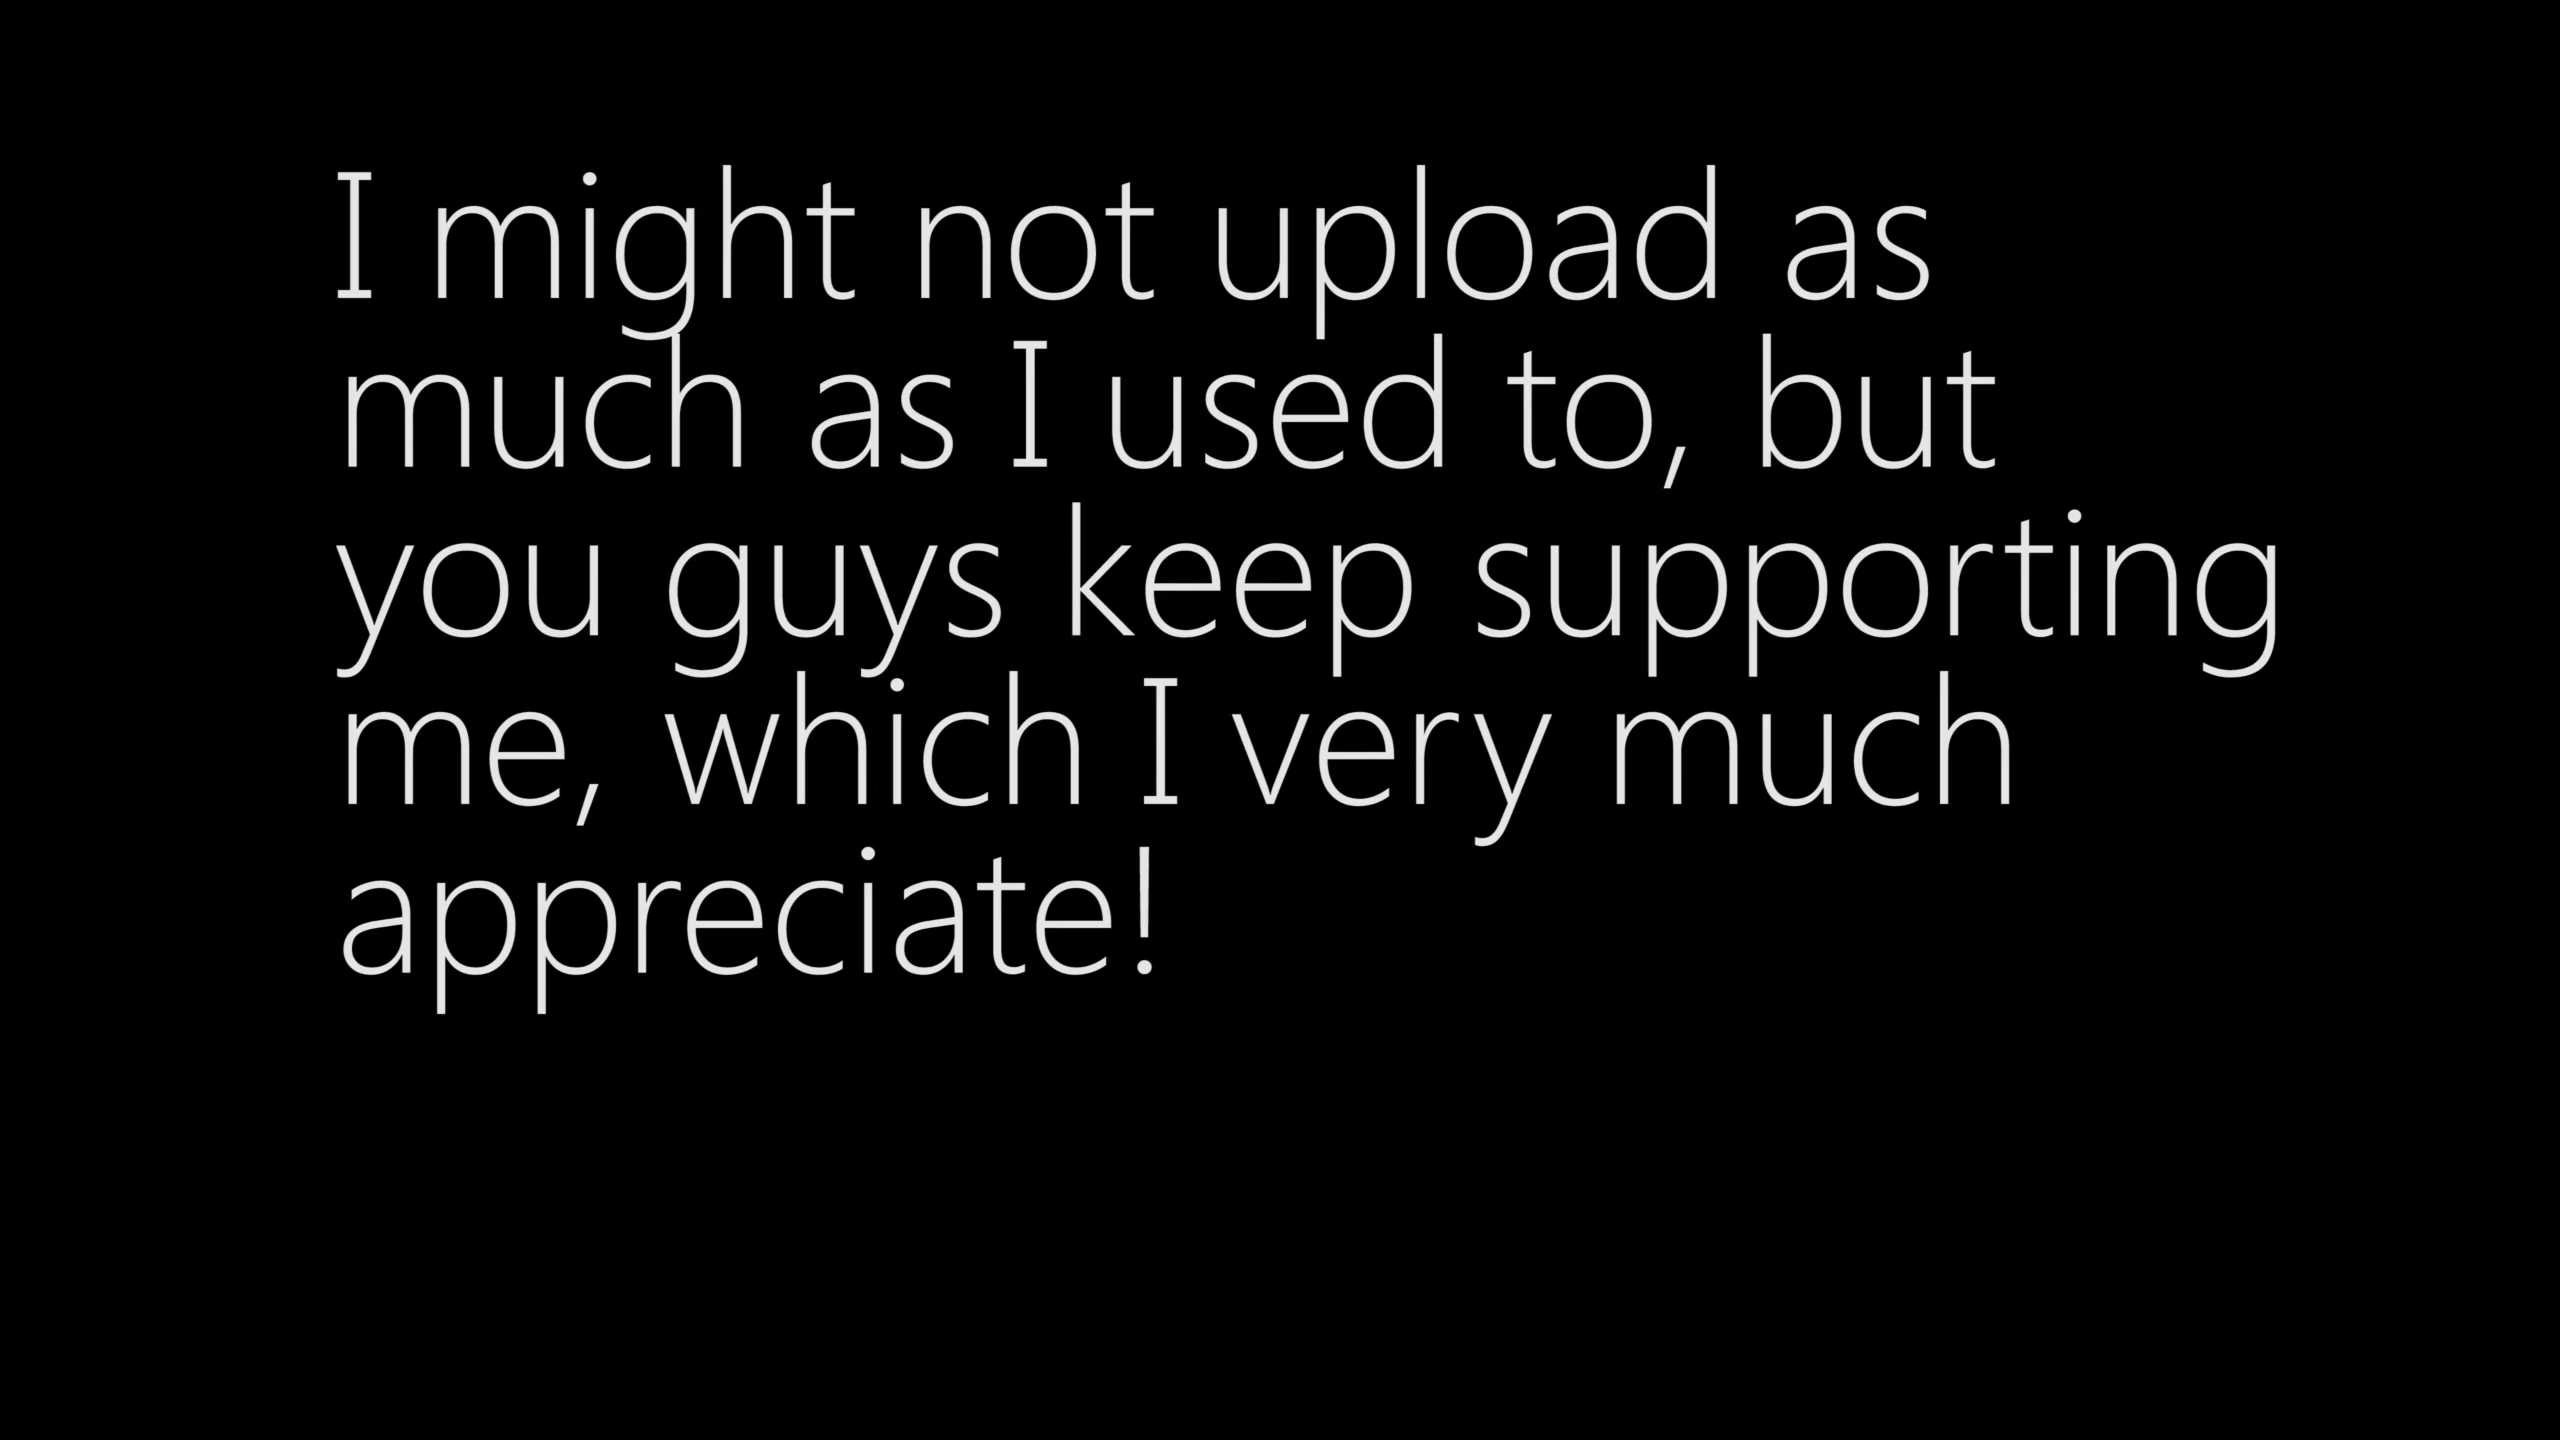 I might not upload as
much as I used to, but
you guys keep supporting
me, which I very much
appreciate!